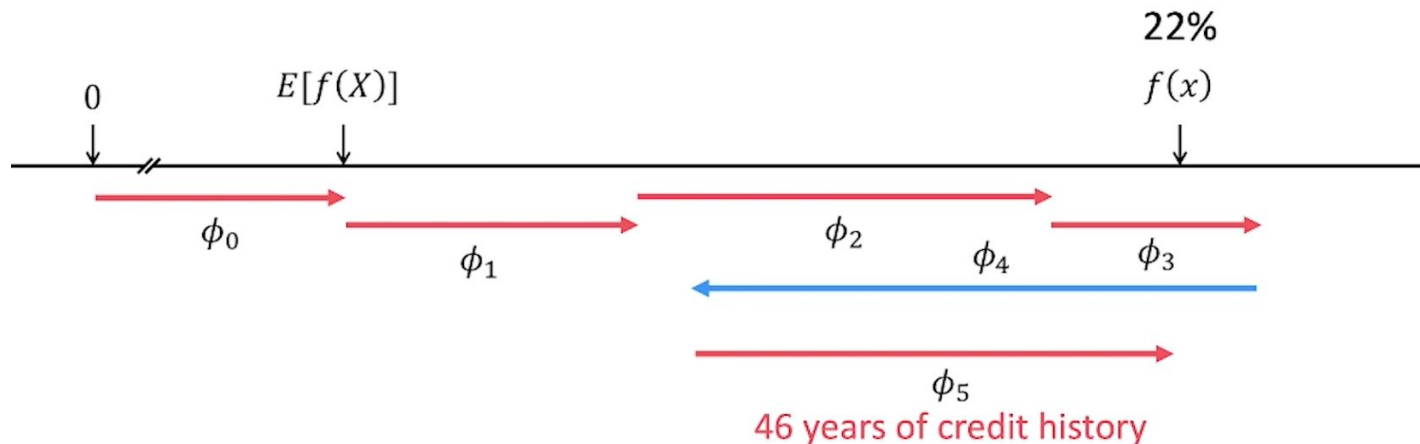 22%
0
E[f(X)]
f(x)
ϕ₀
ϕ₁
ϕ₂
ϕ₄
ϕ₃
ϕ₅
46 years of credit history